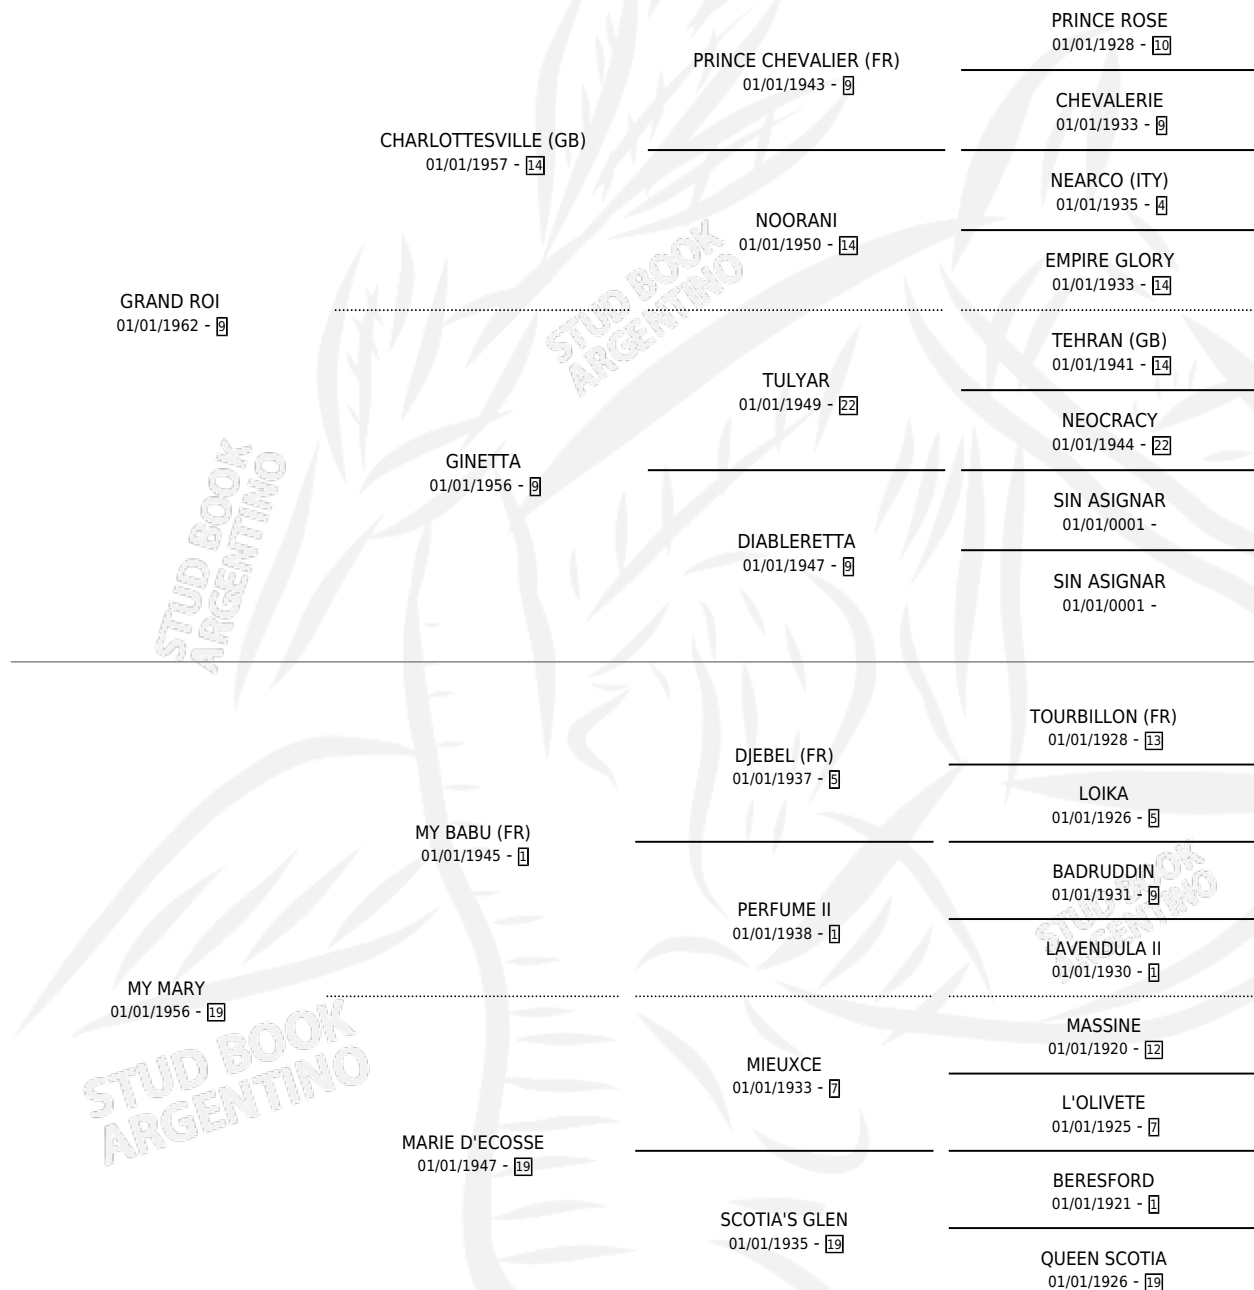 PRINCE ROSE
01/01/1928 - 10
PRINCE CHEVALIER (FR)
01/01/1943 - 9
CHEVALERIE
01/01/1933 - 9
CHARLOTTESVILLE (GB)
01/01/1957 - 14
NEARCO (ITY)
01/01/1935 - 4
NOORANI
01/01/1950 - 14
EMPIRE GLORY
01/01/1933 - 14
GRAND ROI
01/01/1962 - 9
STUD BOOK
ARGENTINO
TEHRAN (GB)
01/01/1941 - 14
TULYAR
01/01/1949 - 22
NEOCRACY
01/01/1944 - 22
GINETTA
01/01/1956 - 9
SIN ASIGNAR
01/01/0001 -
DIABLERETTA
01/01/1947 - 9
SIN ASIGNAR
01/01/0001 -
STUD BOOK
ARGENTINO
TOURBILLON (FR)
01/01/1928 - 13
DJEBEL (FR)
01/01/1937 - 5
LOIKA
01/01/1926 - 5
MY BABU (FR)
01/01/1945 - 1
BADRUDDIN
01/01/1931 - 9
PERFUME II
01/01/1938 - 1
LAVENDULA II
01/01/1930 - 1
STUD BOOK
ARGENTINO
MY MARY
01/01/1956 - 19
MASSINE
01/01/1920 - 12
MIEUXCE
01/01/1933 - 7
L'OLIVETE
01/01/1925 - 7
STUD BOOK
ARGENTINO
MARIE D'ECOSSE
01/01/1947 - 19
BERESFORD
01/01/1921 - 1
SCOTIA'S GLEN
01/01/1935 - 19
QUEEN SCOTIA
01/01/1926 - 19